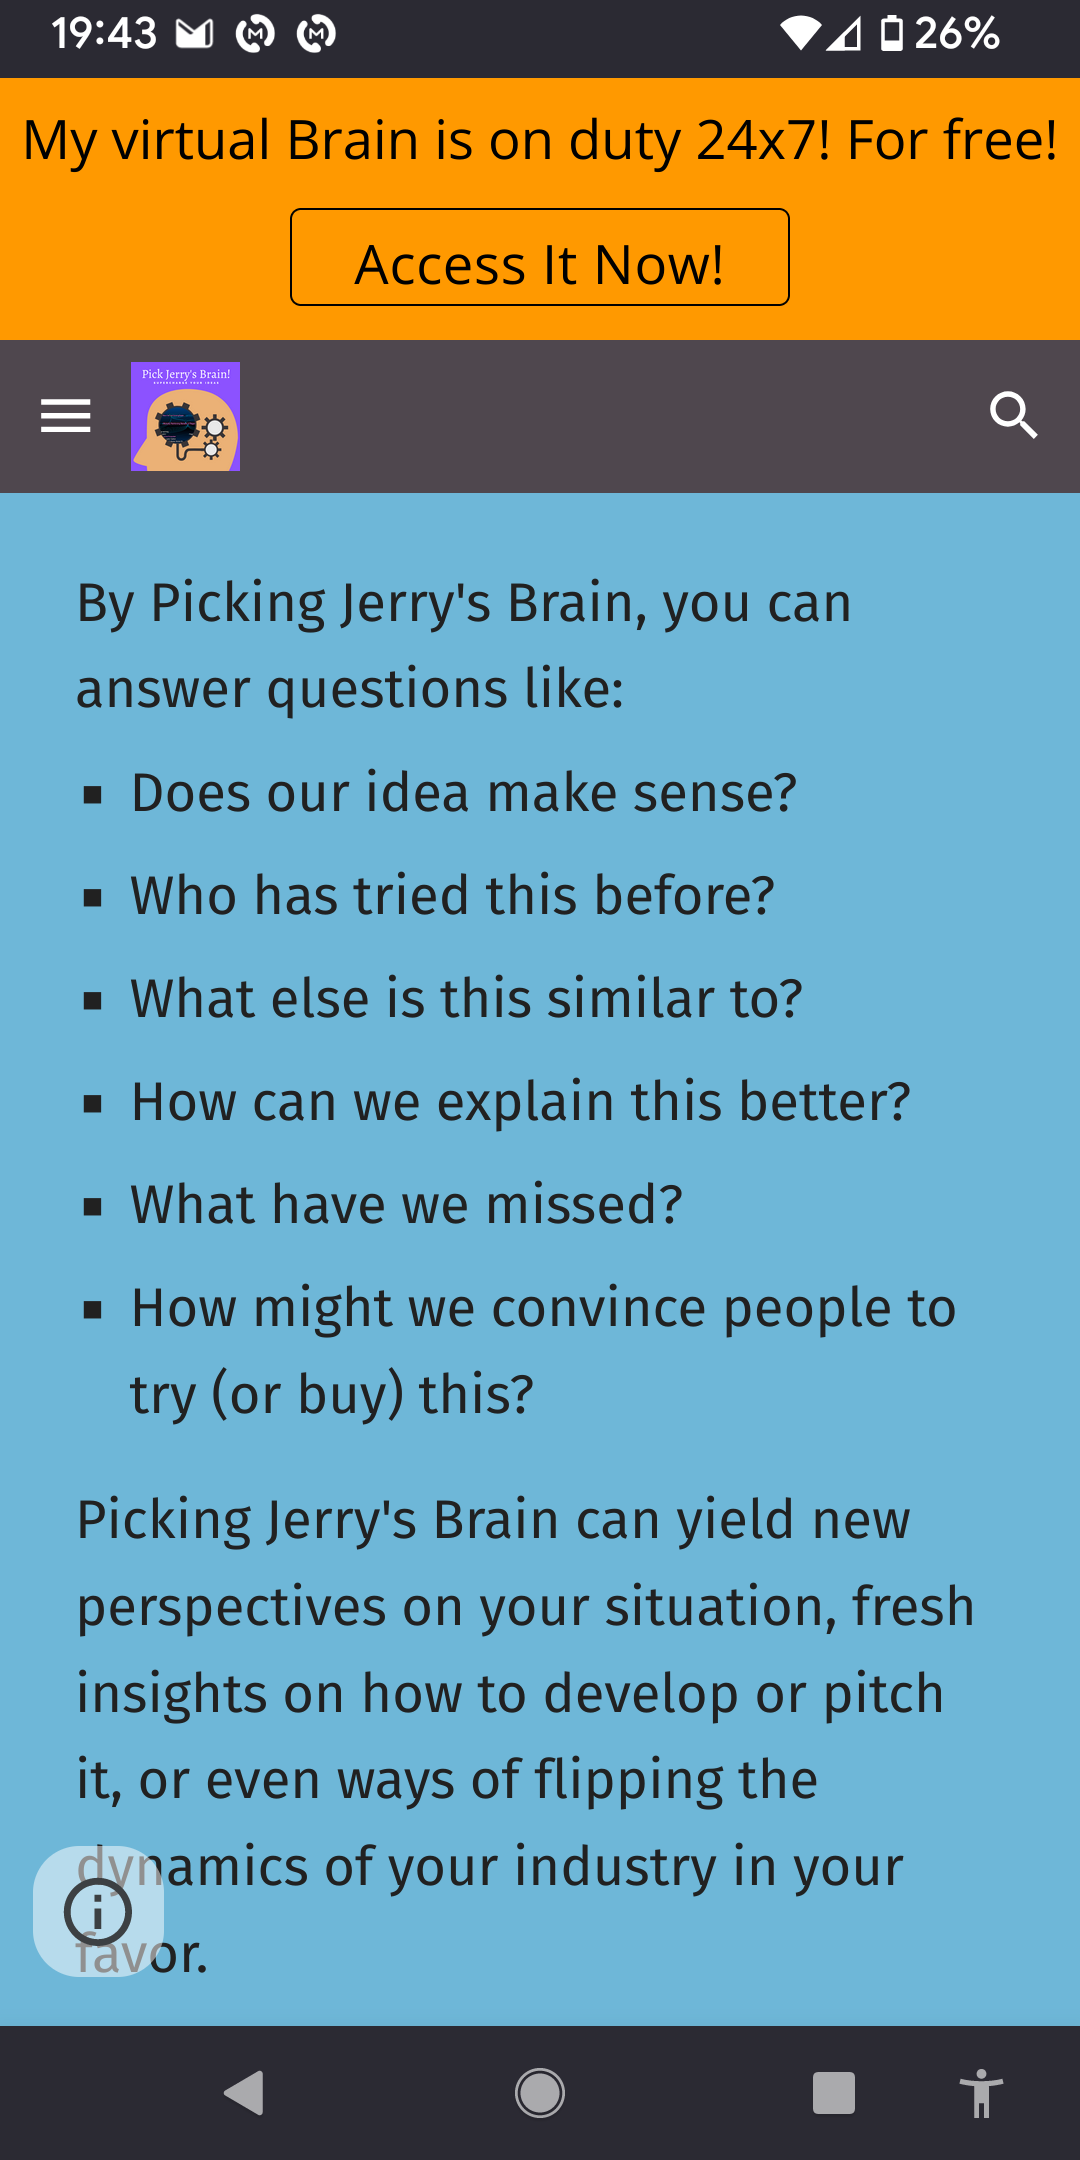 19:43
26%
My virtual Brain is on duty 24x7! For free!
Access It Now!
Pick Jerry's Brain!
By Picking Jerry's Brain, you can
answer questions like:
▪ Does our idea make sense?
▪ Who has tried this before?
▪ What else is this similar to?
▪ How can we explain this better?
▪ What have we missed?
▪ How might we convince people to
try (or buy) this?
Picking Jerry's Brain can yield new
perspectives on your situation, fresh
insights on how to develop or pitch
it, or even ways of flipping the
dynamics of your industry in your
favor.